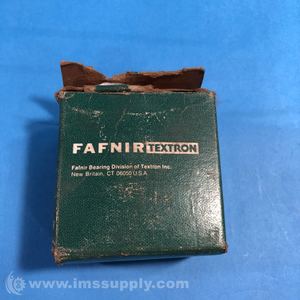 FAFNIR TEXTRON
Fafnir Bearing Division of Textron Inc.
New Britain, CT 06050 U.S.A.
www.imssupply.com